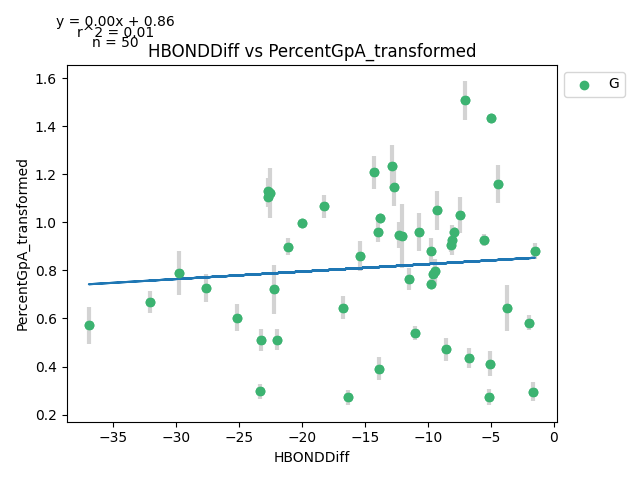 y = 0.00x + 0.86
r^2 = 0.01
n = 50
HBONDDiff vs PercentGpA_transformed
G
PercentGpA_transformed
1.6
1.4
1.2
1.0
0.8
0.6
0.4
0.2
−35 −30 −25 −20 −15 −10 −5 0
HBONDDiff